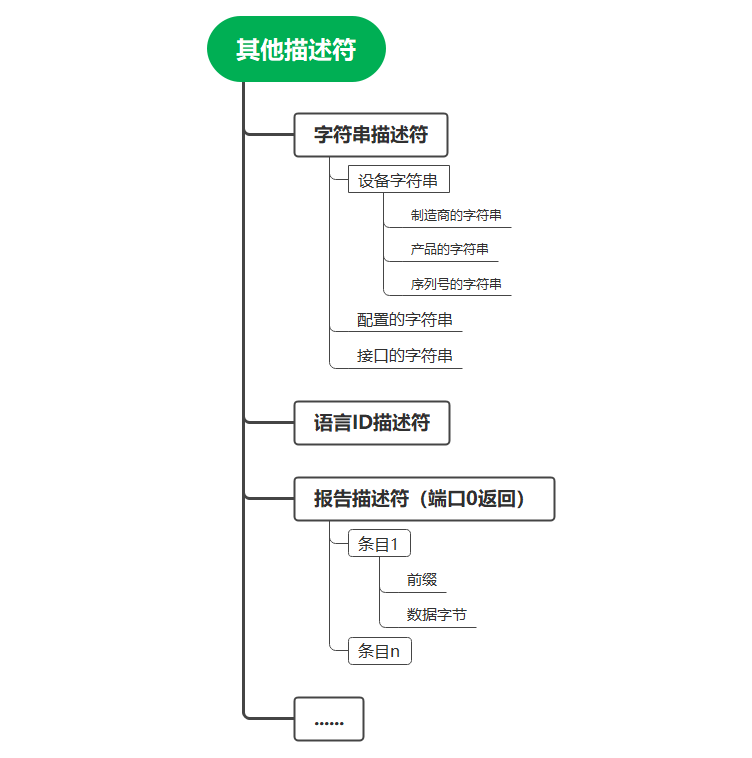 其他描述符
字符串描述符
设备字符串
制造商的字符串
产品的字符串
序列号的字符串
配置的字符串
接口的字符串
语言ID描述符
报告描述符（端口0返回）
条目1
前缀
数据字节
条目n
......